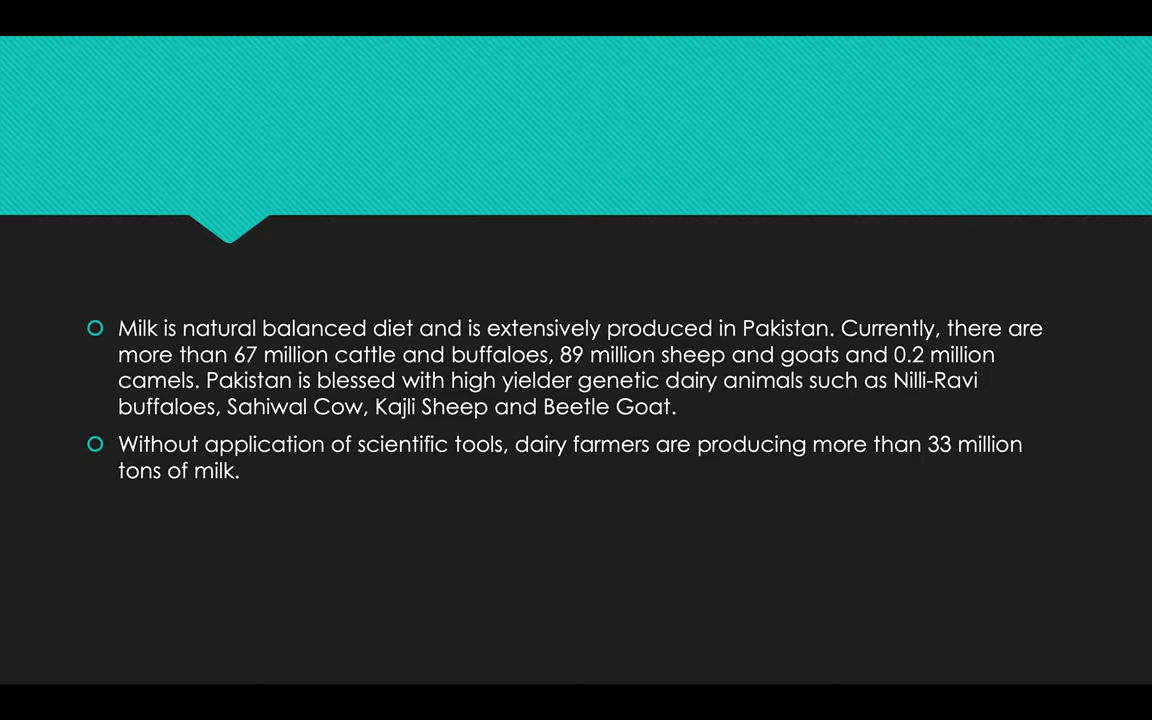 Milk is natural balanced diet and is extensively produced in Pakistan. Currently, there are
more than 67 million cattle and buffaloes, 89 million sheep and goats and 0.2 million
camels. Pakistan is blessed with high yielder genetic dairy animals such as Nilli-Ravi
buffaloes, Sahiwal Cow, Kajli Sheep and Beetle Goat.
Without application of scientific tools, dairy farmers are producing more than 33 million
tons of milk.